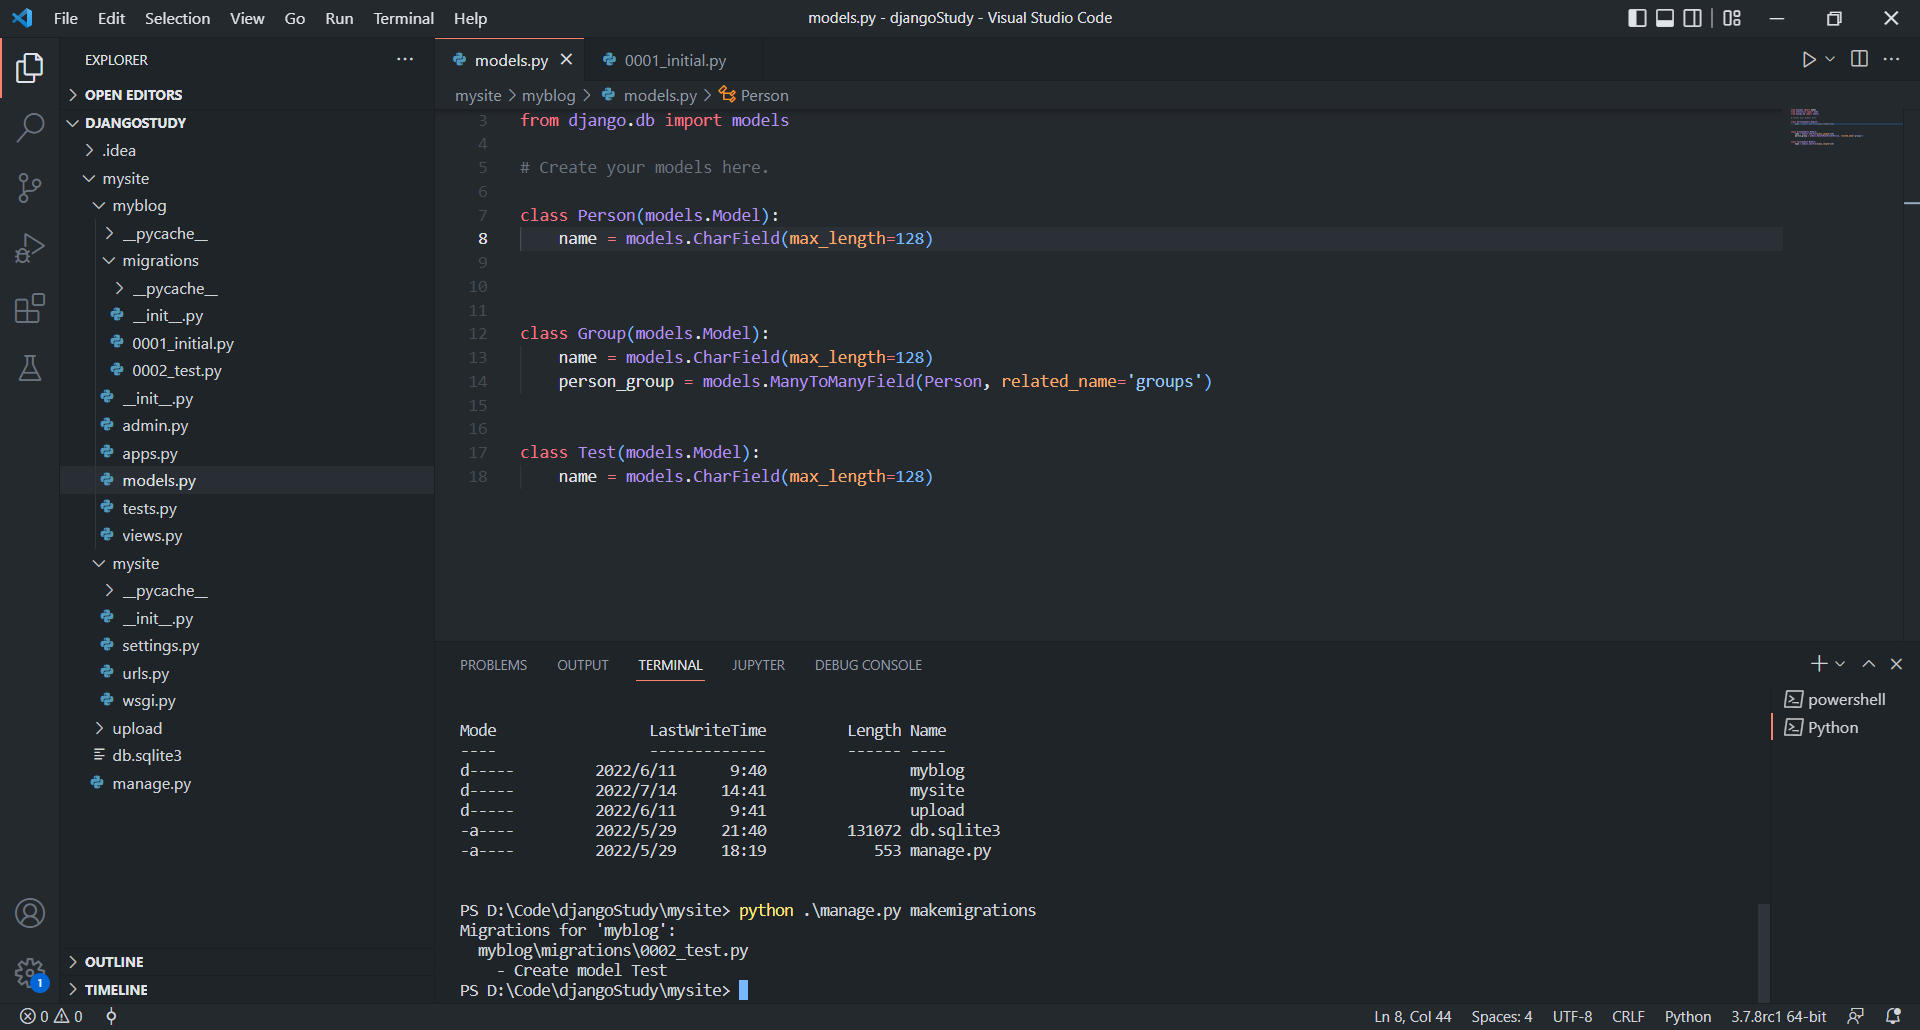 File Edit Selection View Go Run Terminal Help
models.py - djangoStudy - Visual Studio Code
EXPLORER
OPEN EDITORS
DJANGOSTUDY
.idea
mysite
myblog
__pycache__
migrations
__pycache__
__init__.py
0001_initial.py
0002_test.py
__init__.py
admin.py
apps.py
models.py
tests.py
views.py
mysite
__pycache__
__init__.py
settings.py
urls.py
wsgi.py
upload
db.sqlite3
manage.py
OUTLINE
TIMELINE
1
models.py
0001_initial.py
mysite > myblog > models.py > Person
3 from django.db import models
4
5 # Create your models here.
6
7 class Person(models.Model):
8 name = models.CharField(max_length=128)
9
10
11
12 class Group(models.Model):
13 name = models.CharField(max_length=128)
14 person_group = models.ManyToManyField(Person, related_name='groups')
15
16
17 class Test(models.Model):
18 name = models.CharField(max_length=128)
PROBLEMS OUTPUT TERMINAL JUPYTER DEBUG CONSOLE
powershell
Python
Mode LastWriteTime Length Name
---- ------------- ------ ----
d----- 2022/6/11 9:40 myblog
d----- 2022/7/14 14:41 mysite
d----- 2022/6/11 9:41 upload
-a---- 2022/5/29 21:40 131072 db.sqlite3
-a---- 2022/5/29 18:19 553 manage.py
PS D:\Code\djangoStudy\mysite> python .\manage.py makemigrations
Migrations for 'myblog':
myblog\migrations\0002_test.py
- Create model Test
PS D:\Code\djangoStudy\mysite>
0 0
Ln 8, Col 44 Spaces: 4 UTF-8 CRLF Python 3.7.8rc1 64-bit